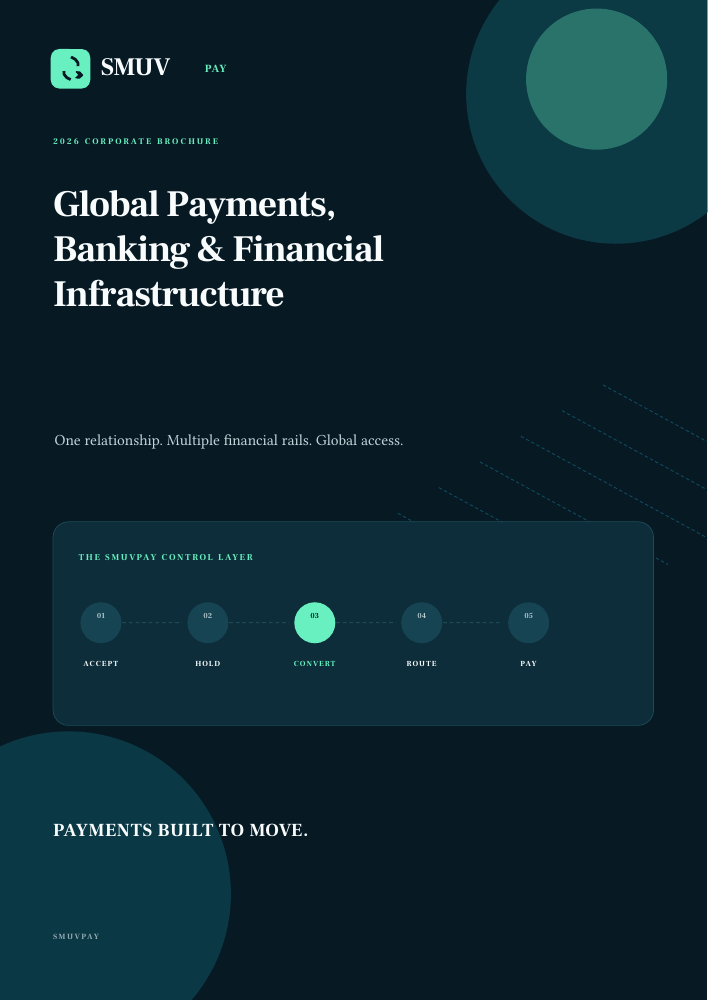 SMUV PAY
2026 CORPORATE BROCHURE
Global Payments,
Banking & Financial
Infrastructure
One relationship. Multiple financial rails. Global access.
THE SMUVPAY CONTROL LAYER
01 02 03 04 05
ACCEPT HOLD CONVERT ROUTE PAY
PAYMENTS BUILT TO MOVE.
SMUVPAY